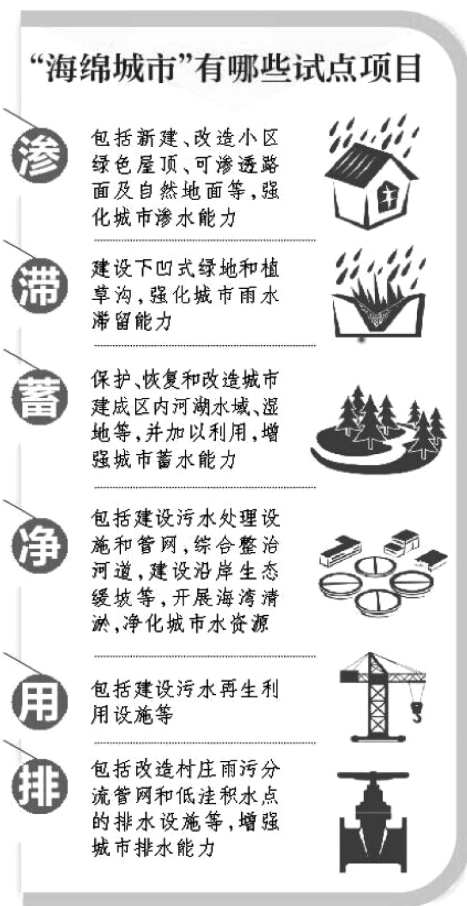 “海绵城市”有哪些试点项目
渗
包括新建、改造小区
绿色屋顶、可渗透路
面及自然地面等,强
化城市渗水能力
滞
建设下凹式绿地和植
草沟,强化城市雨水
滞留能力
蓄
保护、恢复和改造城市
建成区内河湖水域、湿
地等,并加以利用,增
强城市蓄水能力
净
包括建设污水处理设
施和管网,综合整治
河道,建设沿岸生态
缓坡等,开展海湾清
淤,净化城市水资源
用
包括建设污水再生利
用设施等
排
包括改造村庄雨污分
流管网和低洼积水点
的排水设施等,增强
城市排水能力